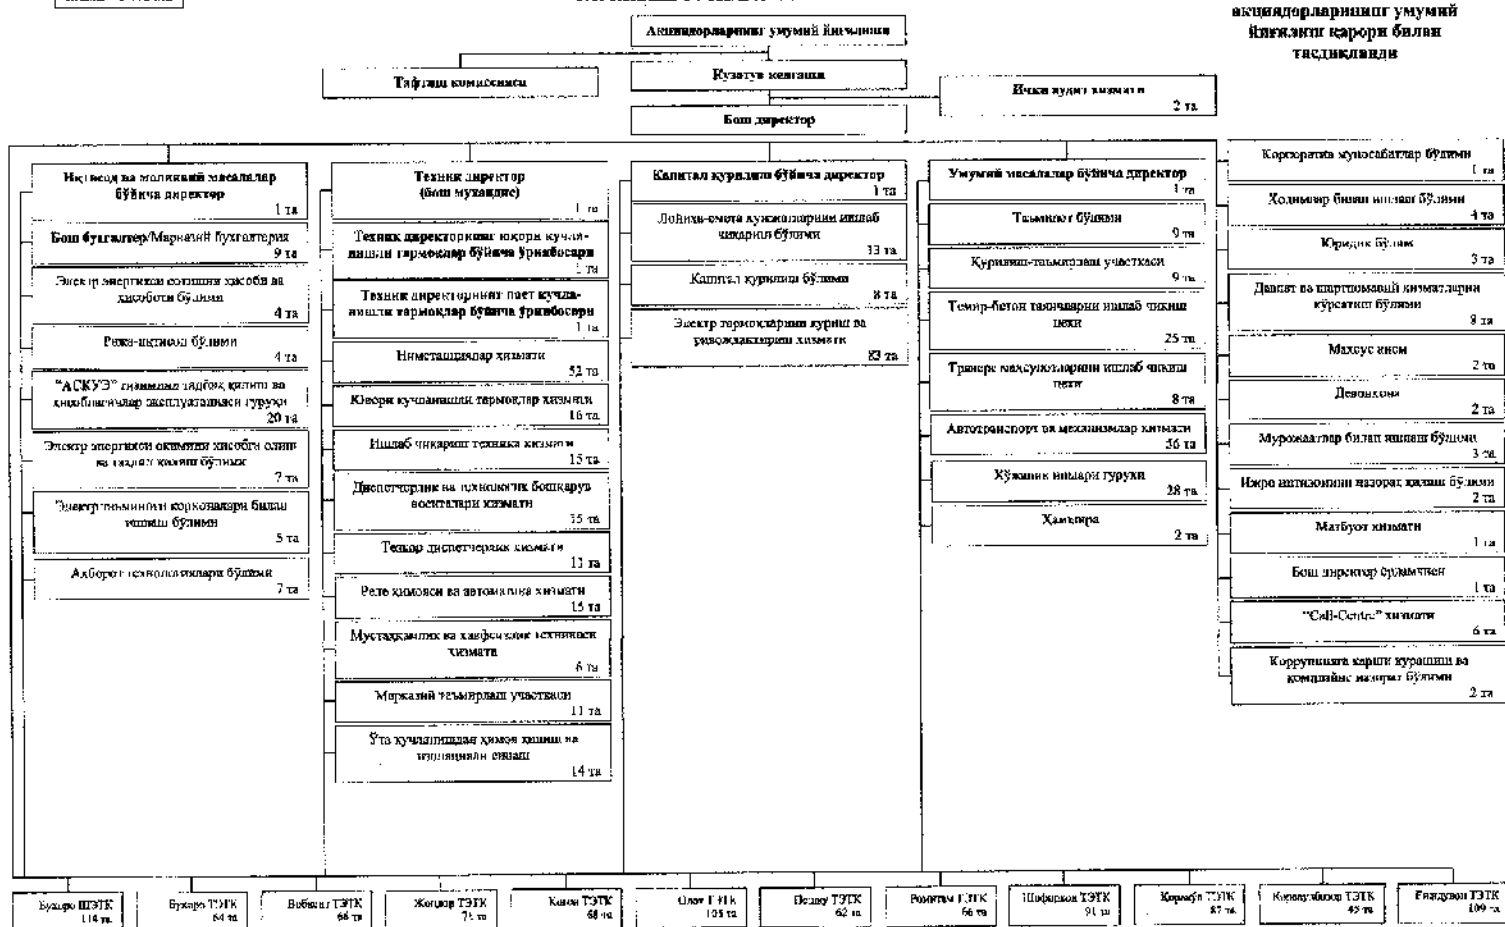 акциядорларининг умумий
йиғилиш қарори билан
тасдиқланди
Акциядорларнинг умумий йиғилиши
Тафтиш комиссияси
Кузатув кенгаши
Ички аудит хизмати
2 та
Бош директор
Иқтисод ва молиявий масалалар
бўйича директор
1 та
Бош бухгалтер/Марказий бухгалтерия
9 та
Электр энергияси сотишни ҳисоби ва
ҳисоботи бўлими
4 та
Режа-иқтисод бўлими
4 та
"АСКУЭ" тизимини тадбиқ қилиш ва
ҳисоблагичлар эксплуатацияси гуруҳи
20 та
Электр энергияси оқимини хисобга олиш
ва таҳлил қилиш бўлими
7 та
Электр таъминоти корхоналари билан
ишлаш бўлими
5 та
Ахборот технологиялари бўлими
7 та
Техник директор
(бош муҳандис)
1 та
Техник директорнинг юқори кучла-
нишли тармоқлар бўйича ўринбосари
1 та
Техник директорнинг паст кучла-
нишли тармоқлар бўйича ўринбосари
1 та
Нимстанциялар хизмати
52 та
Юқори кучланишли тармоқлар хизмати
16 та
Ишлаб чиқариш техника хизмати
15 та
Диспетчерлик ва технологик бошқарув
воситалари хизмати
15 та
Тезкор диспетчерлик хизмати
11 та
Реле ҳимояси ва автоматика хизмати
15 та
Мустаҳкамлик ва хавфсизлик техникаси
хизмати
6 та
Марказий таъмирлаш участкаси
11 та
Ўта кучланишдан ҳимоя қилиш ва
изоляцияни синаш
14 та
Капитал қурилиш бўйича директор
1 та
Лойиҳа-смета ҳужжатларини ишлаб
чиқариш бўлими
13 та
Капитал қурилиш бўлими
8 та
Электр тармоқларини қуриш ва
ривожлантириш хизмати
83 та
Умумий масалалар бўйича директор
1 та
Таъминот бўлими
9 та
Қурилиш-таъмирлаш участкаси
9 та
Темир-бетон таянчларни ишлаб чиқиш
цехи
25 та
Траверс маҳсулотларини ишлаб чиқиш
цехи
8 та
Автотранспорт ва механизмлар хизмати
36 та
Хўжалик ишлари гуруҳи
28 та
Ҳамшира
2 та
Корпоратив муносабатлар бўлими
1 та
Ходимлар билан ишлаш бўлими
4 та
Юридик бўлим
3 та
Давлат ва шартномавий хизматларни
кўрсатиш бўлими
8 та
Махсус қисм
2 та
Девонхона
2 та
Мурожаатлар билан ишлаш бўлими
3 та
Ижро интизомини назорат қилиш бўлими
2 та
Матбуот хизмати
1 та
Бош директор ёрдамчиси
1 та
"Call-Centre" хизмати
6 та
Коррупцияга қарши курашиш ва
комплайнс назорат бўлими
2 та
Бухоро ШЭТК
114 та
Бухоро ТЭТК
64 та
Вобкент ТЭТК
66 та
Жондор ТЭТК
71 та
Когон ТЭТК
68 та
Олот ТЭТК
105 та
Пешку ТЭТК
62 та
Ромитан ТЭТК
66 та
Шофиркон ТЭТК
91 та
Қоракўл ТЭТК
87 та
Қоровулбозор ТЭТК
45 та
Ғиждувон ТЭТК
109 та